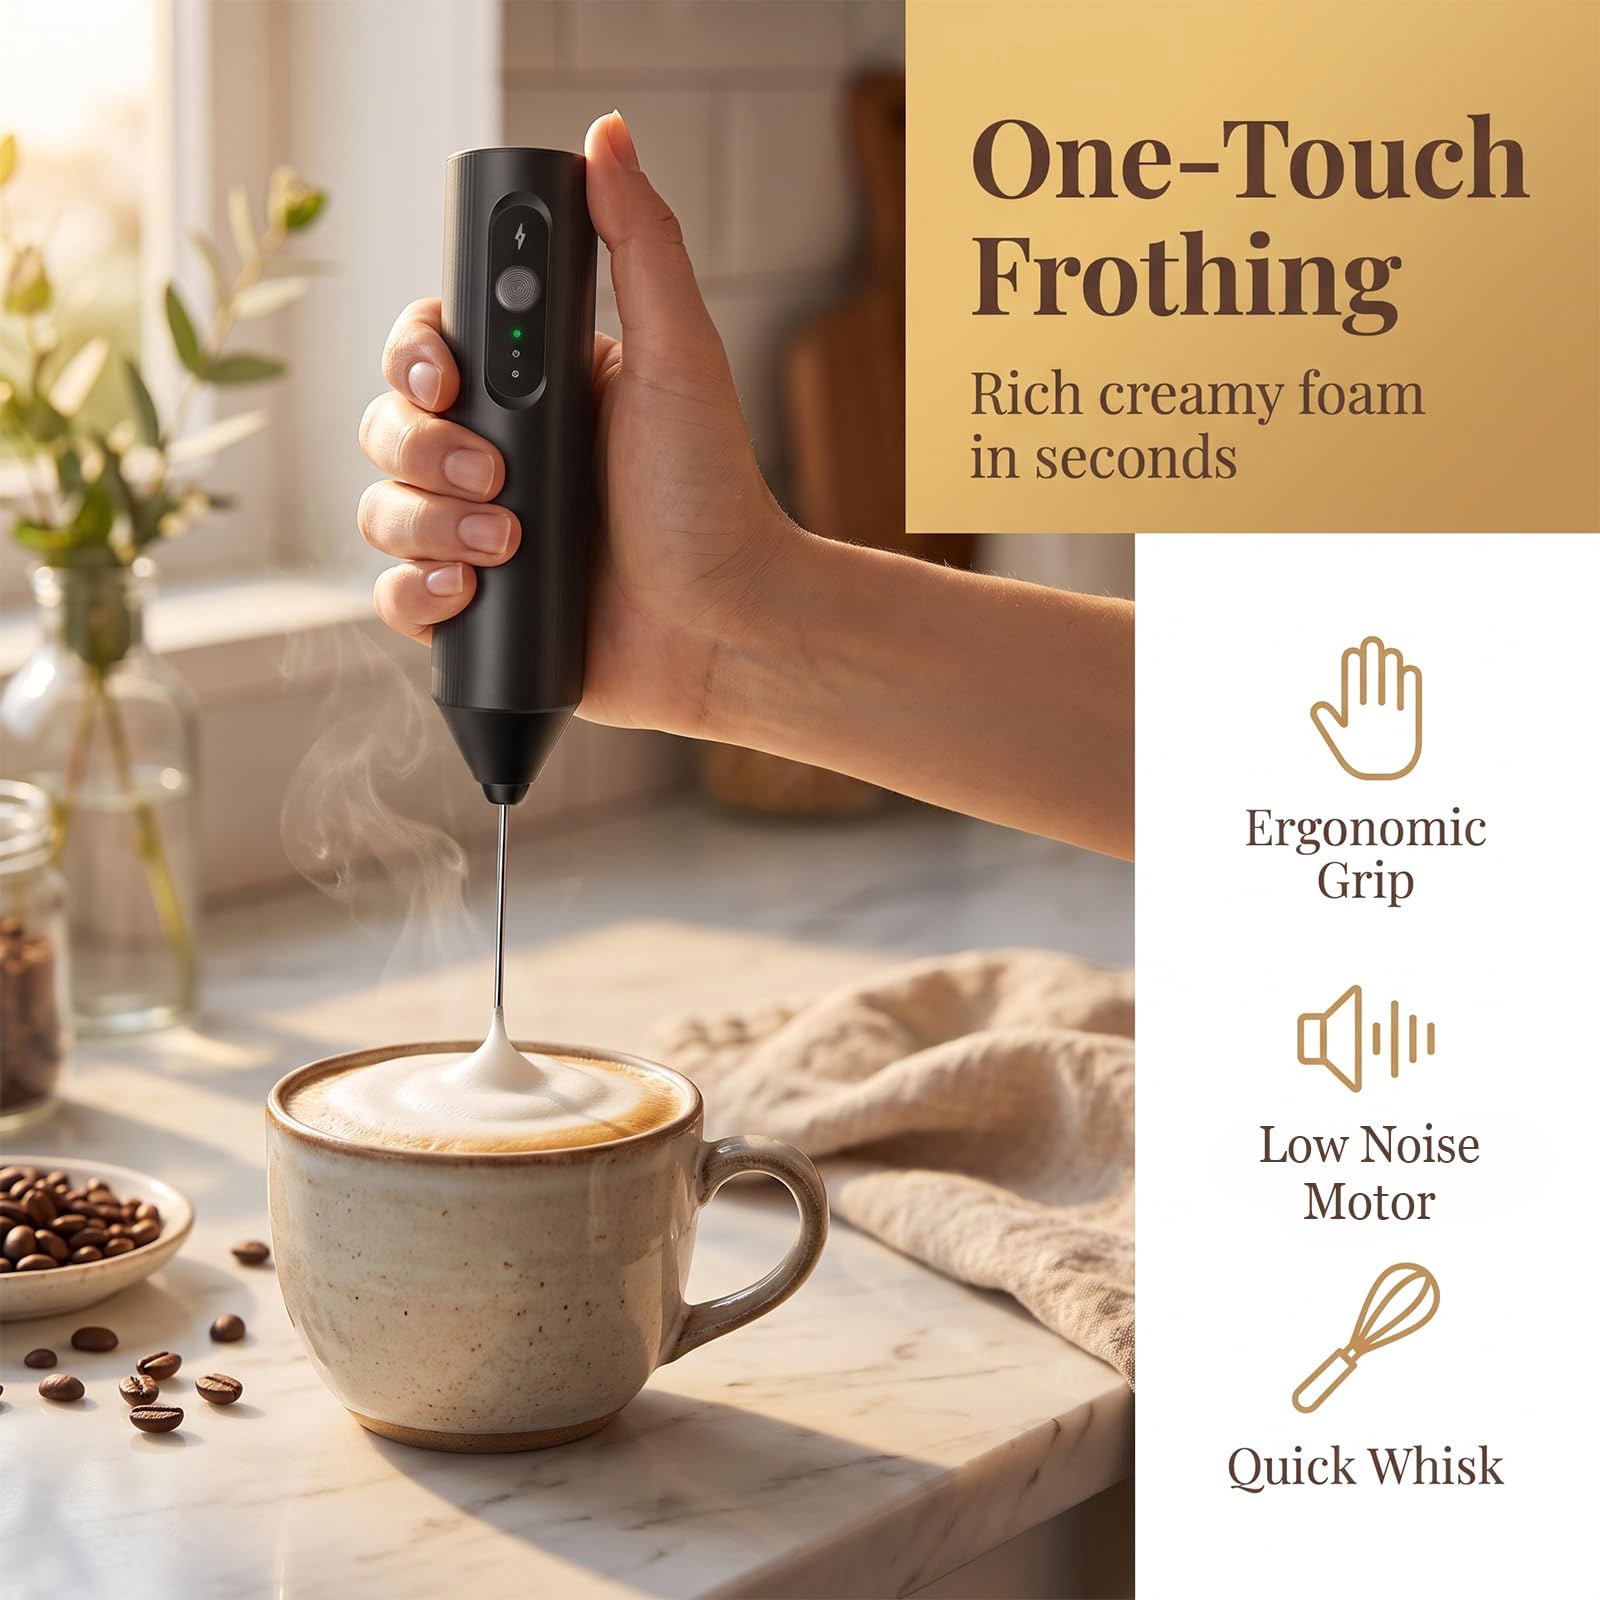 One-Touch
Frothing
Rich creamy foam
in seconds
Ergonomic
Grip
Low Noise
Motor
Quick Whisk